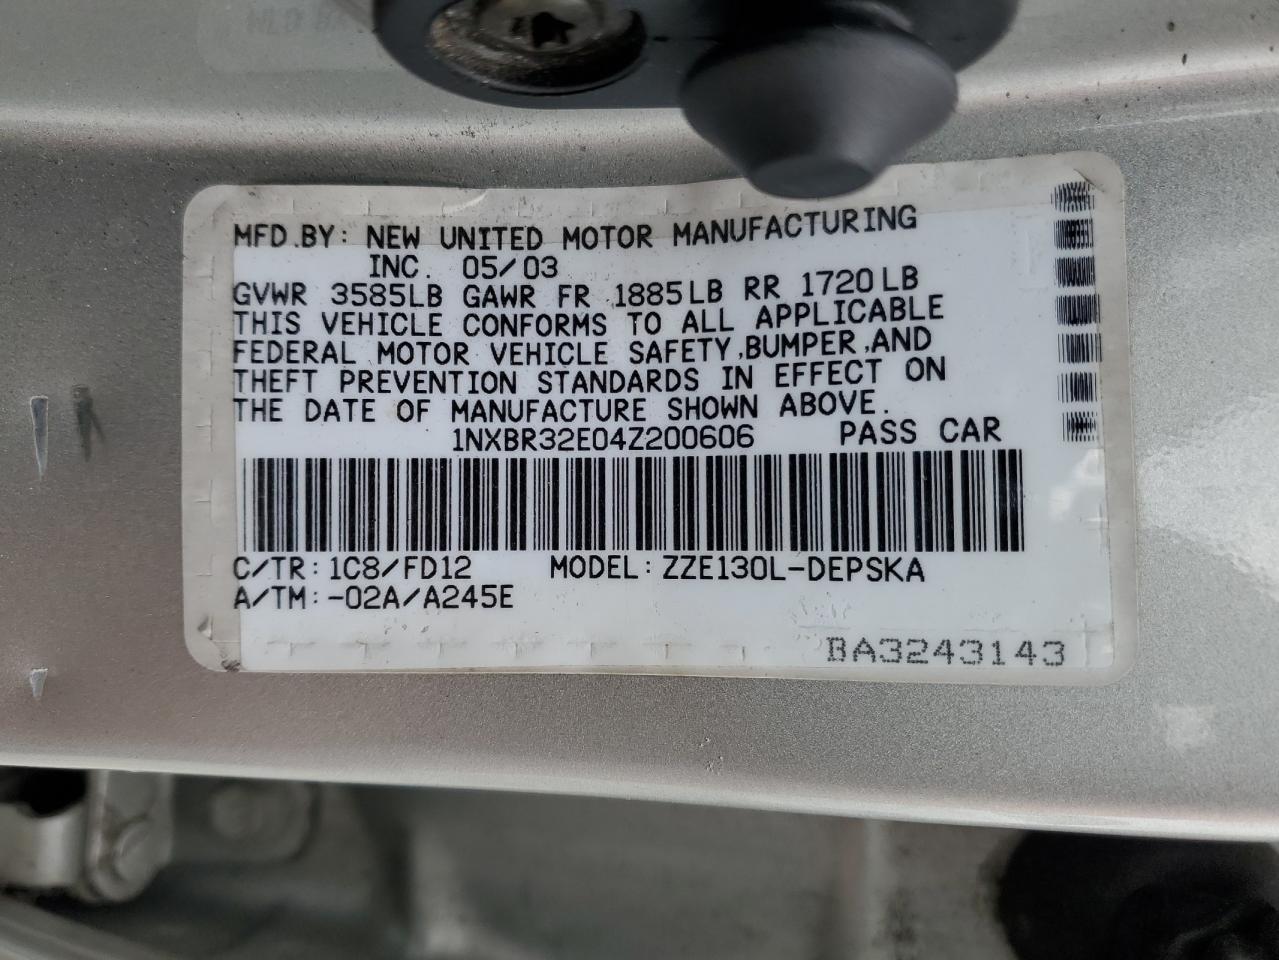 MFD.BY: NEW UNITED MOTOR MANUFACTURING
INC. 05/03
GVWR 3585LB GAWR FR 1885LB RR 1720LB
THIS VEHICLE CONFORMS TO ALL APPLICABLE
FEDERAL MOTOR VEHICLE SAFETY,BUMPER,AND
THEFT PREVENTION STANDARDS IN EFFECT ON
THE DATE OF MANUFACTURE SHOWN ABOVE.
1NXBR32E04Z200606 PASS CAR
C/TR: 1C8/FD12 MODEL: ZZE130L-DEPSKA
A/TM:-02A/A245E
BA3243143